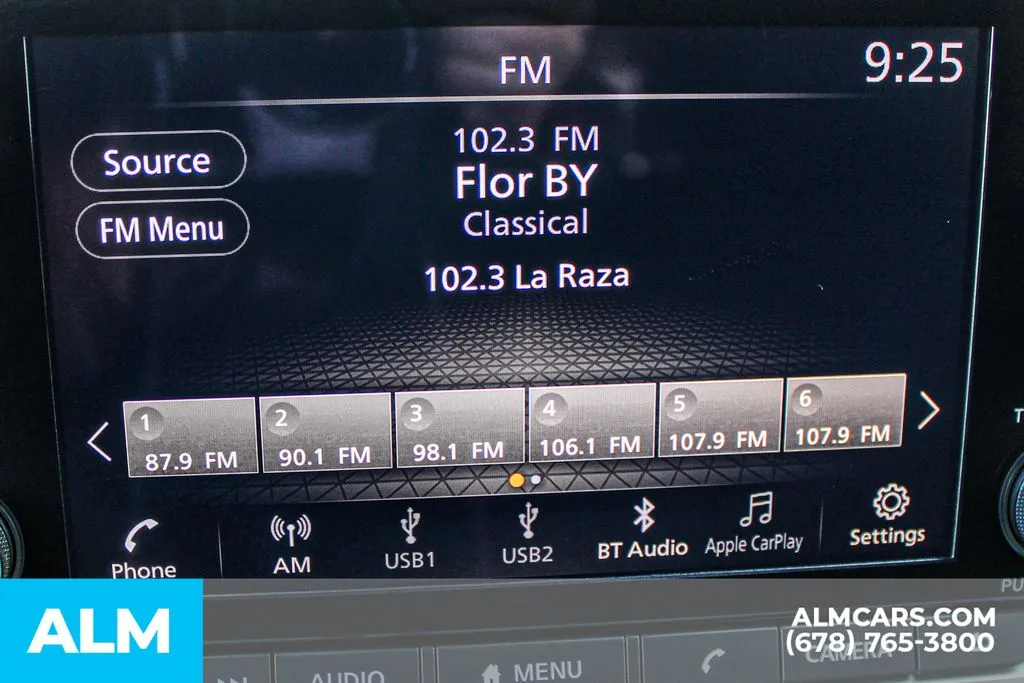 FM
9:25
Source
FM Menu
102.3 FM
Flor BY
Classical
102.3 La Raza
1
87.9 FM
2
90.1 FM
3
98.1 FM
4
106.1 FM
5
107.9 FM
6
107.9 FM
Phone
AM
USB1
USB2
BT Audio
Apple CarPlay
Settings
ALM
ALMCARS.COM
(678) 765-3800
AUDIO
MENU
CAMERA